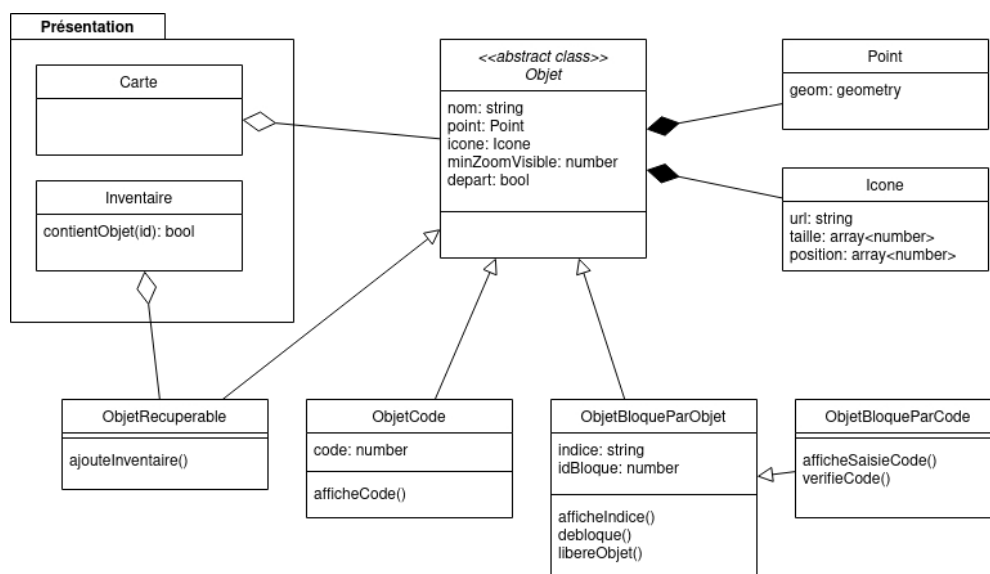 Présentation
Carte
Inventaire
contientObjet(id): bool
<<abstract class>>
Objet
nom: string
point: Point
icone: Icone
minZoomVisible: number
depart: bool
Point
geom: geometry
Icone
url: string
taille: array<number>
position: array<number>
ObjetRecuperable
ajouteInventaire()
ObjetCode
code: number
afficheCode()
ObjetBloqueParObjet
indice: string
idBloque: number
afficheIndice()
debloque()
libereObjet()
ObjetBloqueParCode
afficheSaisieCode()
verifieCode()